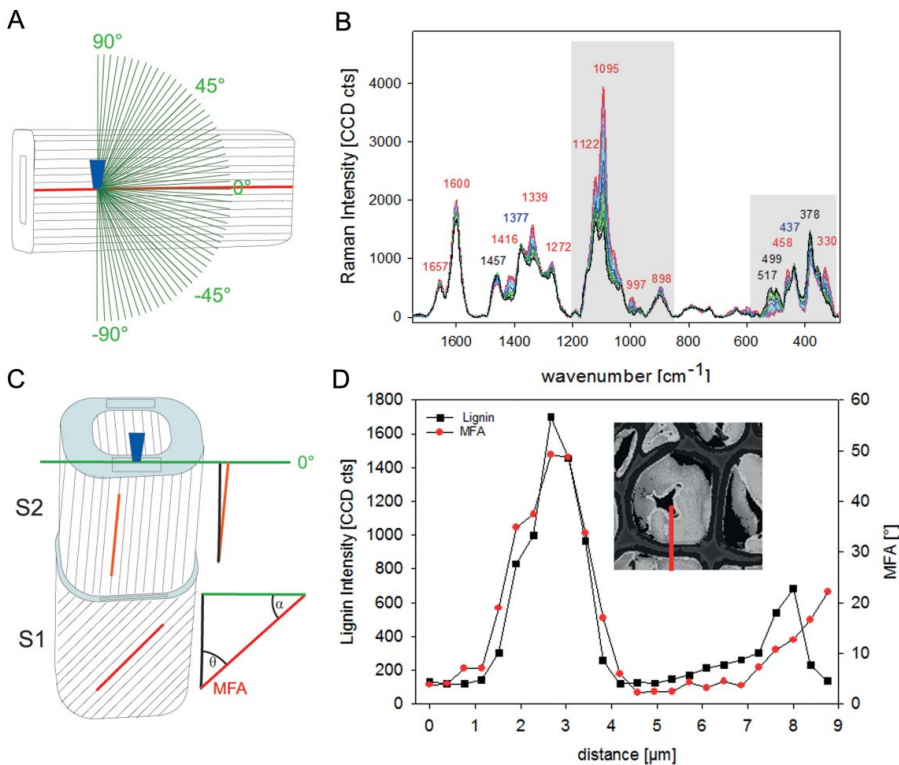 A
90°
45°
0°
-45°
-90°
B
Raman Intensity [CCD cts]
4000
3000
2000
1000
0
1657
1600
1457
1416
1377
1339
1272
1122
1095
997
898
517
499
458
437
378
330
1600 1400 1200 1000 800 600 400
wavenumber [cm-1]
C
0°
S2
S1
α
θ
MFA
D
Lignin Intensity [CCD cts]
1800
1600
1400
1200
1000
800
600
400
200
0
Lignin
MFA
60
50
40
30
20
10
0
MFA [°]
0 1 2 3 4 5 6 7 8 9
distance [µm]